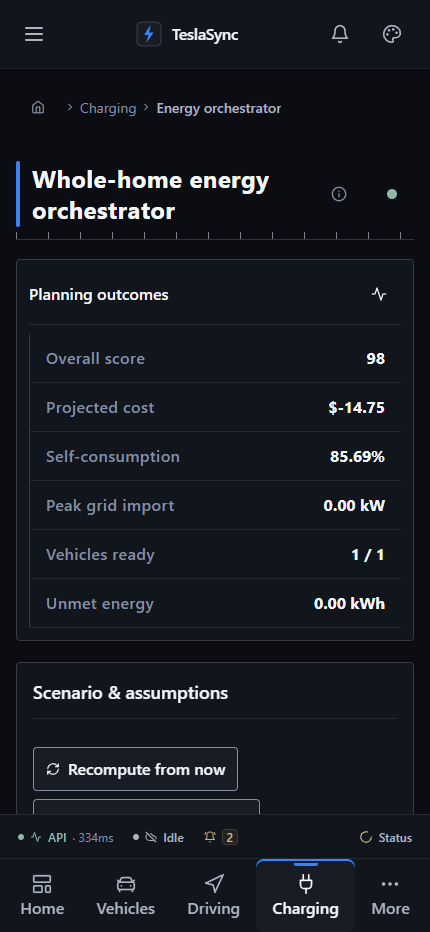 TeslaSync
Charging
Energy orchestrator
Whole-home energy
orchestrator
Planning outcomes
Overall score 98
Projected cost $-14.75
Self-consumption 85.69%
Peak grid import 0.00 kW
Vehicles ready 1 / 1
Unmet energy 0.00 kWh
Scenario & assumptions
Recompute from now
API · 334ms Idle 2 Status
Home Vehicles Driving Charging More